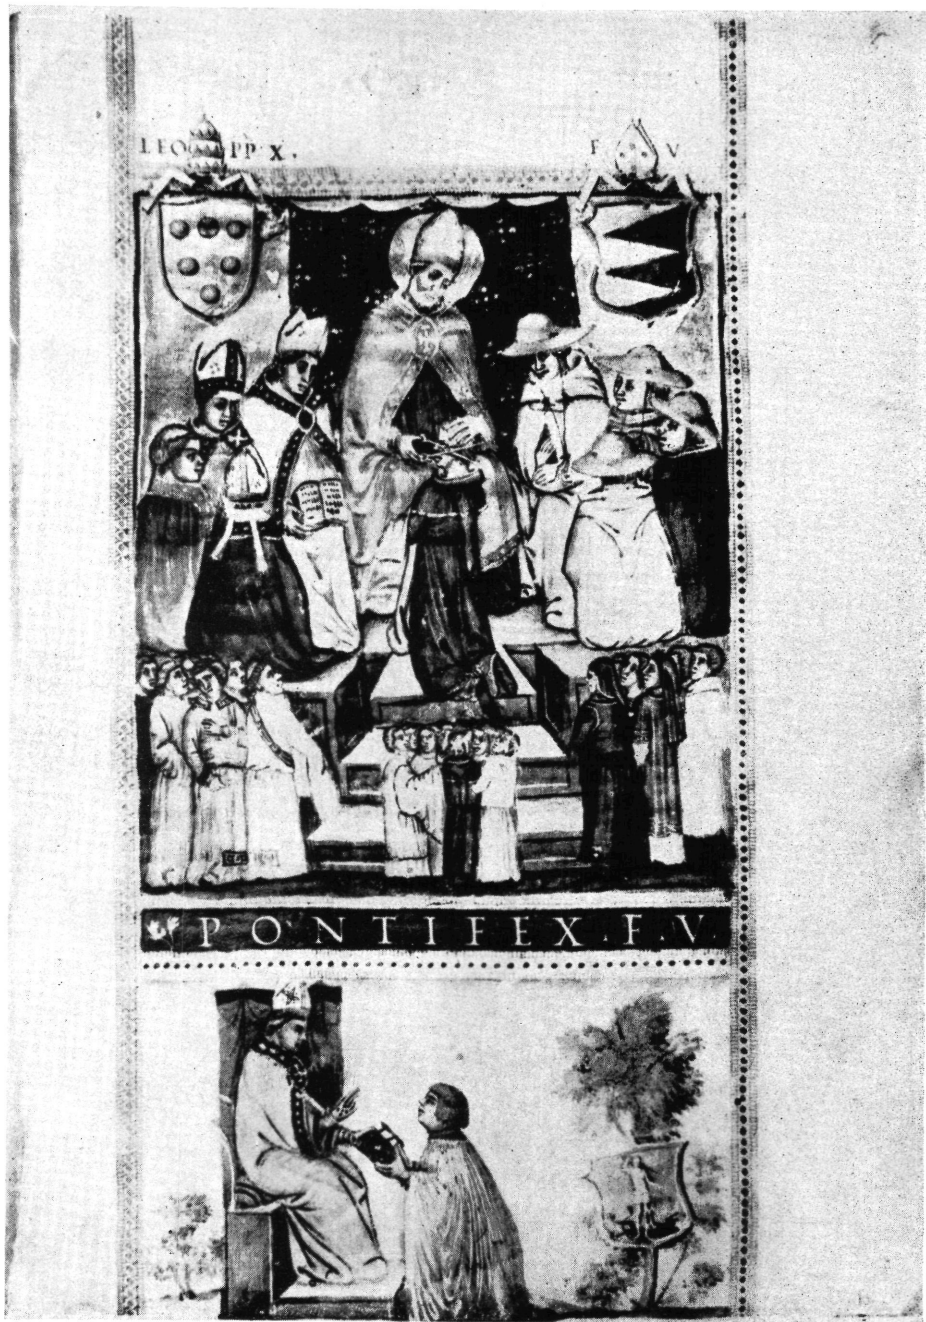 LEO PP X.
F V
PONTIFEX . F . V